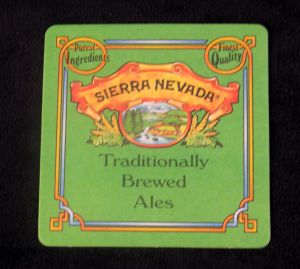 Purest
Ingredients
Finest
Quality
SIERRA NEVADA®
Traditionally
Brewed
Ales